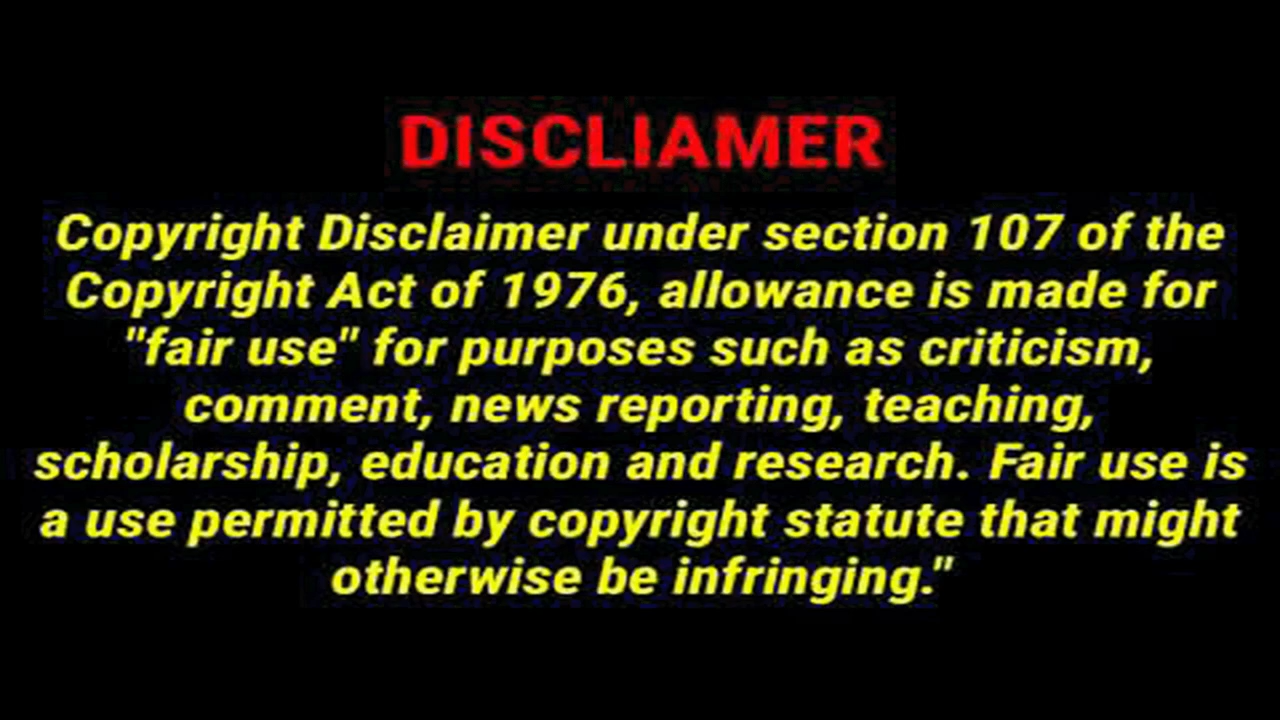 DISCLIAMER
Copyright Disclaimer under section 107 of the
Copyright Act of 1976, allowance is made for
"fair use" for purposes such as criticism,
comment, news reporting, teaching,
scholarship, education and research. Fair use is
a use permitted by copyright statute that might
otherwise be infringing."